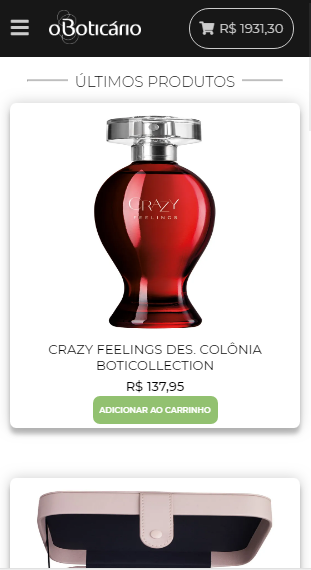 oBoticário
R$ 1931,30
ÚLTIMOS PRODUTOS
CRAZY
FEELINGS
CRAZY FEELINGS DES. COLÔNIA
BOTICOLLECTION
R$ 137,95
ADICIONAR AO CARRINHO